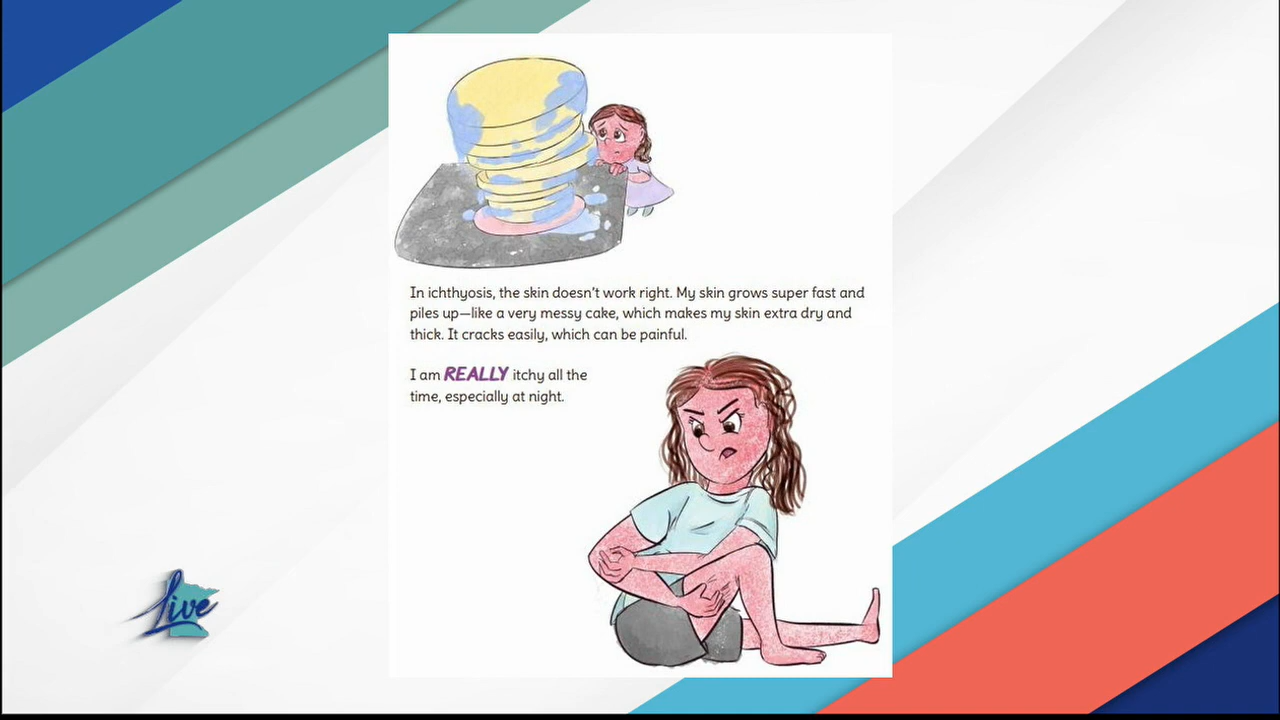 In ichthyosis, the skin doesn't work right. My skin grows super fast and
piles up—like a very messy cake, which makes my skin extra dry and
thick. It cracks easily, which can be painful.
I am REALLY itchy all the
time, especially at night.
Live